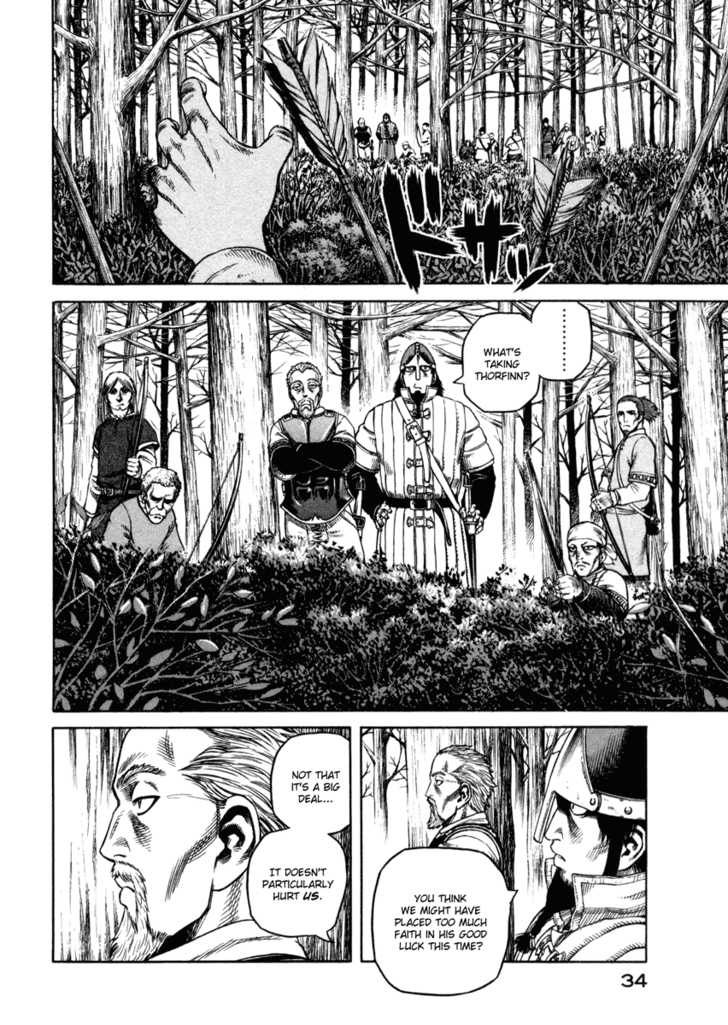 ドサッ
.........
WHAT'S
TAKING
THORFINN?
YOU THINK
WE MIGHT HAVE
PLACED TOO MUCH
FAITH IN HIS GOOD
LUCK THIS TIME?
NOT THAT
IT'S A BIG
DEAL...
IT DOESN'T
PARTICULARLY
HURT US.
34